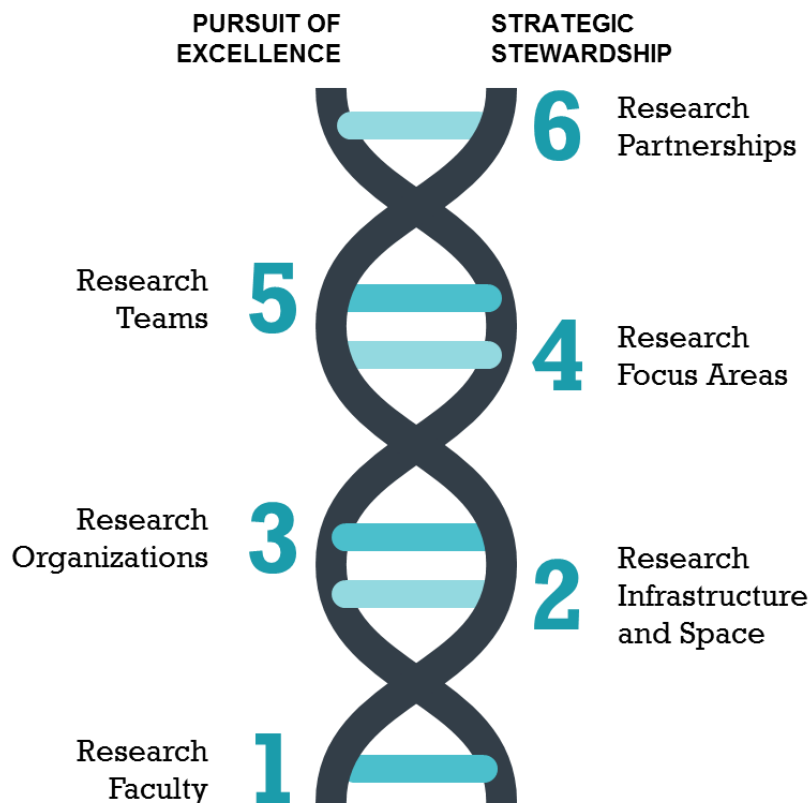 PURSUIT OF
EXCELLENCE
STRATEGIC
STEWARDSHIP
6
Research
Partnerships
Research
Teams
5
4
Research
Focus Areas
Research
Organizations
3
2
Research
Infrastructure
and Space
Research
Faculty
1